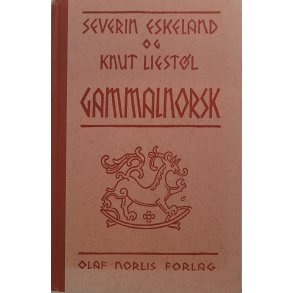 SEVERIN ESKELAND
OG
KNUT LIESTØL
GAMMALNORSK
OLAF NORLIS FORLAG